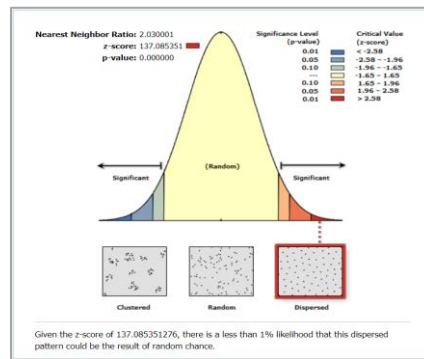 Nearest Neighbor Ratio: 2.030001
z-score: 137.085351
p-value: 0.000000
Significance Level
(p-value)
Critical Value
(z-score)
0.01 < -2.58
0.05 -2.58 – -1.96
0.10 -1.96 – -1.65
--- -1.65 – 1.65
0.10 1.65 – 1.96
0.05 1.96 – 2.58
0.01 > 2.58
Significant
(Random)
Significant
Clustered
Random
Dispersed
Given the z-score of 137.085351276, there is a less than 1% likelihood that this dispersed
pattern could be the result of random chance.